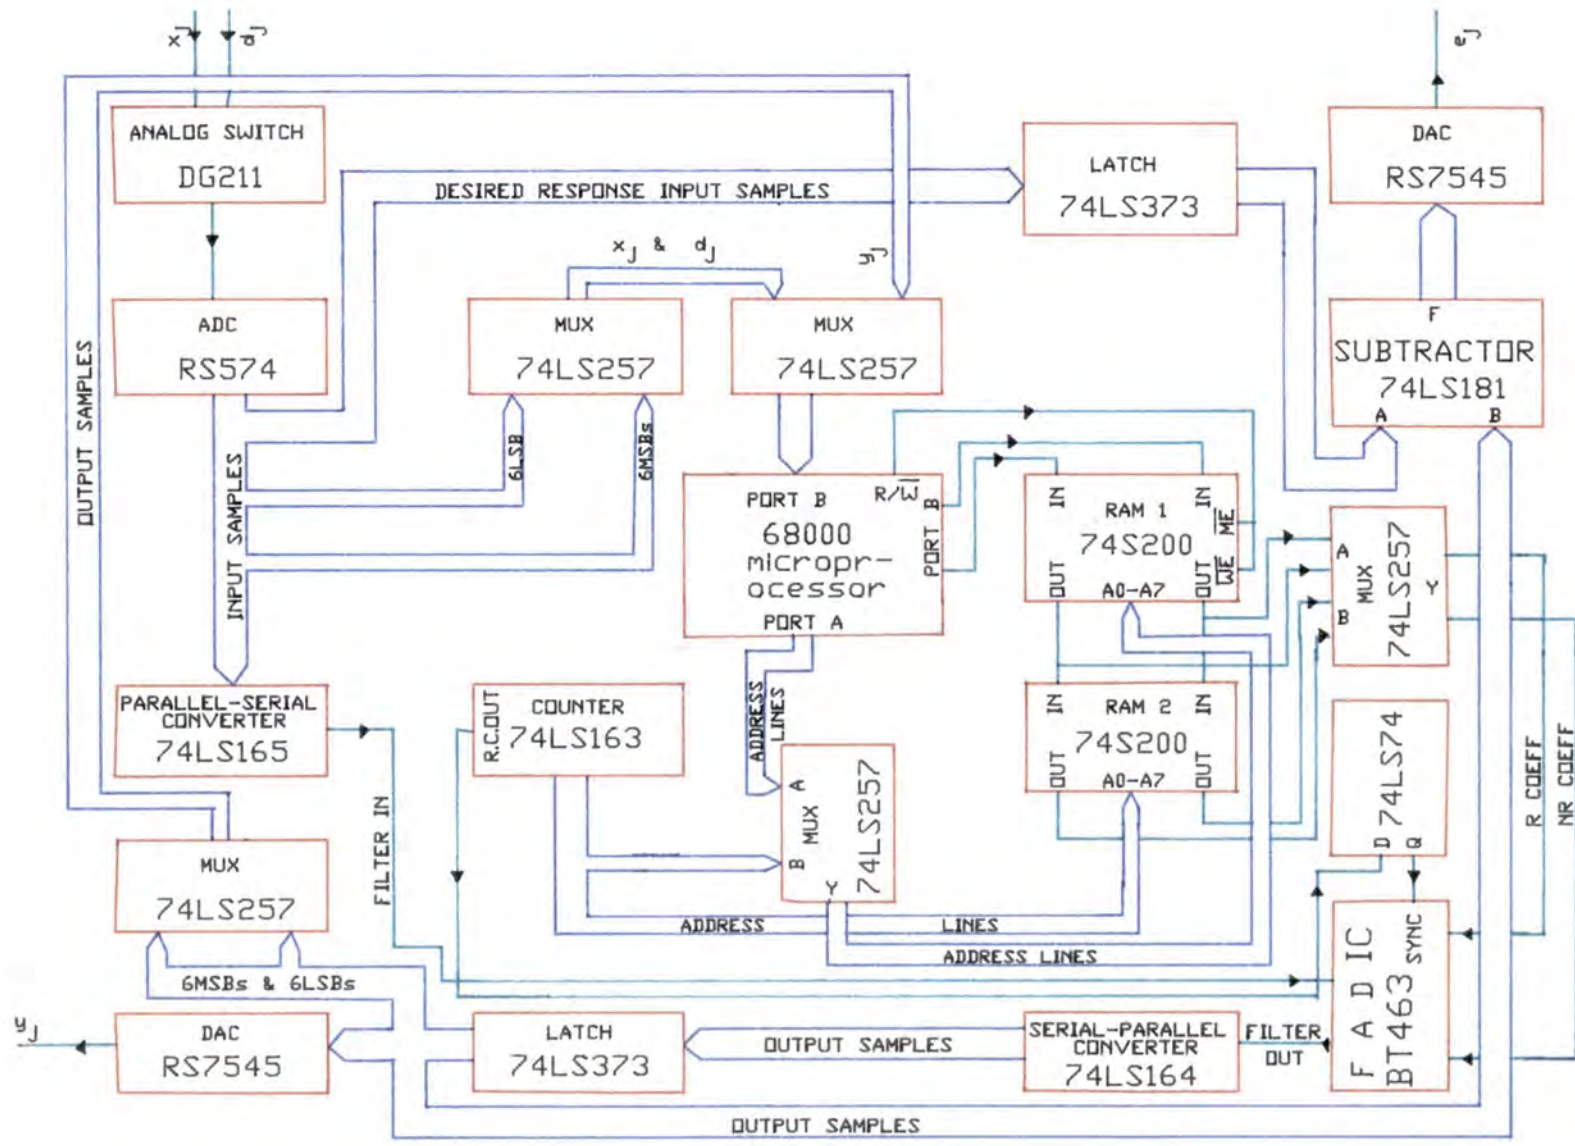 xj
dj
ej
ANALOG SWITCH
DG211
DESIRED RESPONSE INPUT SAMPLES
LATCH
74LS373
DAC
RS7545
xj & dj
yj
OUTPUT SAMPLES
ADC
RS574
MUX
74LS257
MUX
74LS257
F
SUBTRACTOR
74LS181
A
B
INPUT SAMPLES
6LSB
6MSBs
PORT B
R/W̅
PORT B
68000
micropr-
ocessor
PORT A
PORT B
IN
IN
RAM 1
74S200
M̅E̅
W̅E̅
OUT
A0-A7
OUT
A
B
MUX
74LS257
Y
PARALLEL-SERIAL
CONVERTER
74LS165
R.C.OUT
COUNTER
74LS163
ADDRESS
LINES
IN
IN
RAM 2
74S200
OUT
A0-A7
OUT
74LS74
D
Q
R COEFF
NR COEFF
FILTER IN
A
B
MUX
Y
74LS257
MUX
74LS257
ADDRESS
LINES
ADDRESS LINES
6MSBs & 6LSBs
SYNC
F A D IC
BT463
yj
DAC
RS7545
LATCH
74LS373
OUTPUT SAMPLES
SERIAL-PARALLEL
CONVERTER
74LS164
FILTER
OUT
OUTPUT SAMPLES